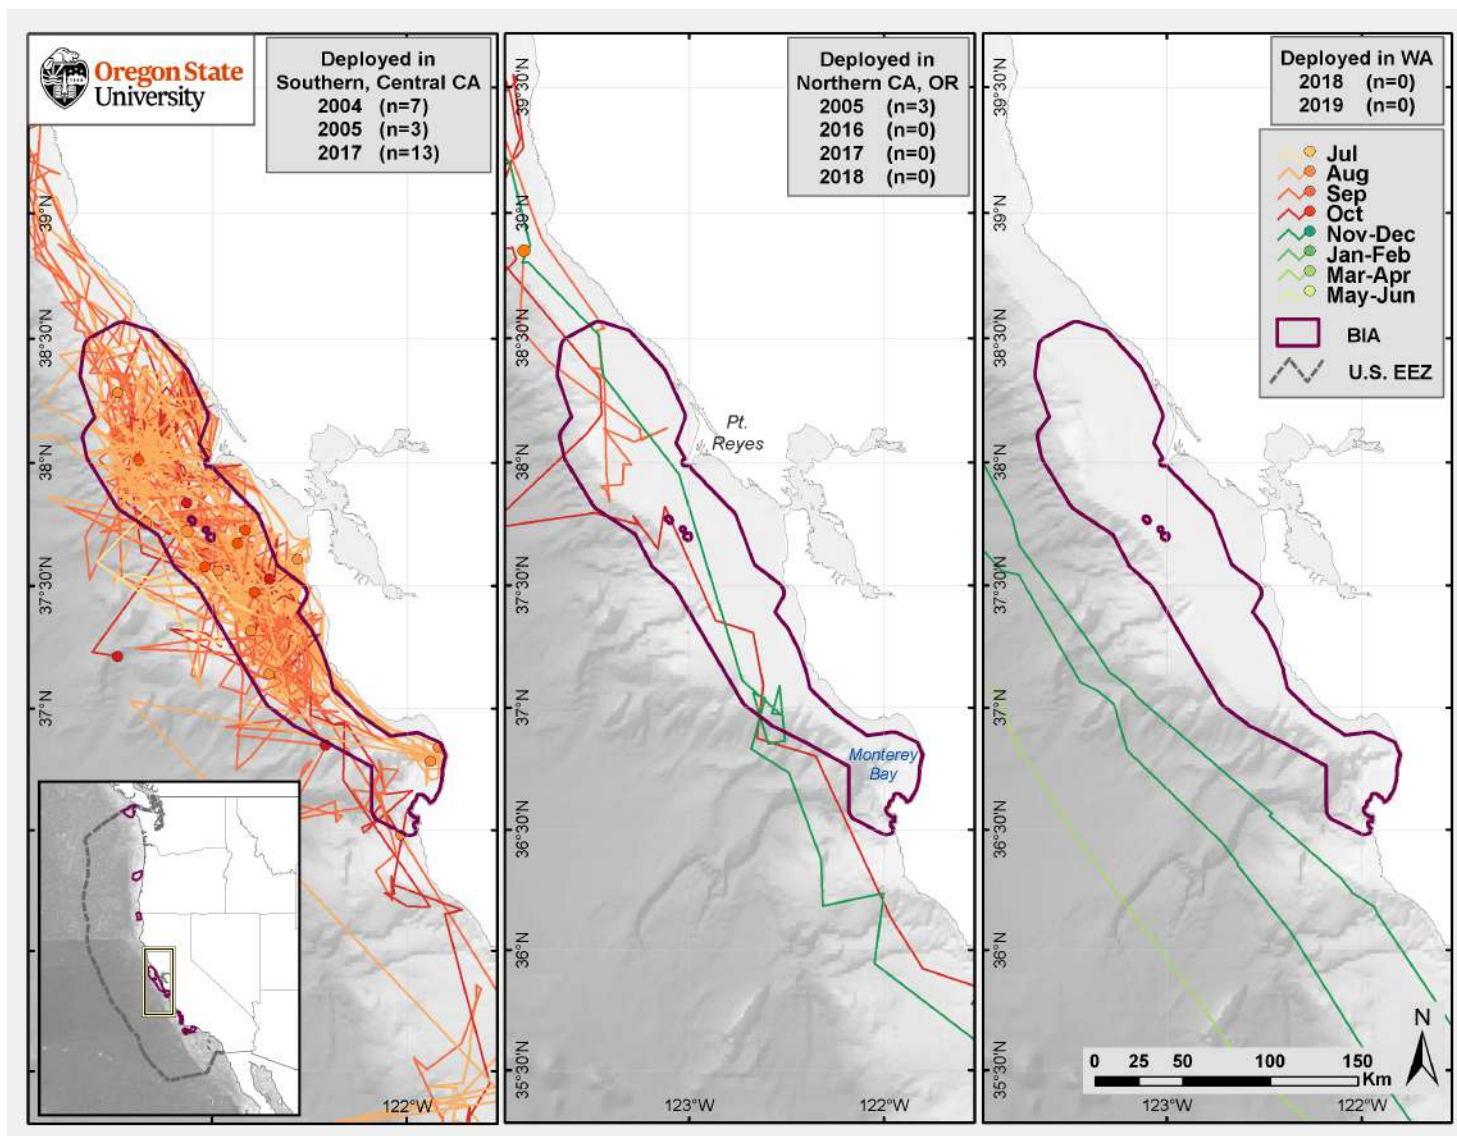 Oregon State
University
Deployed in
Southern, Central CA
2004 (n=7)
2005 (n=3)
2017 (n=13)
39°N
38°30'N
38°N
37°30'N
37°N
122°W
Deployed in
Northern CA, OR
2005 (n=3)
2016 (n=0)
2017 (n=0)
2018 (n=0)
39°30'N
39°N
38°30'N
38°N
37°30'N
37°N
36°30'N
36°N
35°30'N
Pt.
Reyes
Monterey
Bay
123°W
122°W
Deployed in WA
2018 (n=0)
2019 (n=0)
Jul
Aug
Sep
Oct
Nov-Dec
Jan-Feb
Mar-Apr
May-Jun
BIA
U.S. EEZ
39°30'N
39°N
38°30'N
38°N
37°30'N
37°N
36°30'N
36°N
35°30'N
N
0 25 50 100 150
Km
123°W
122°W